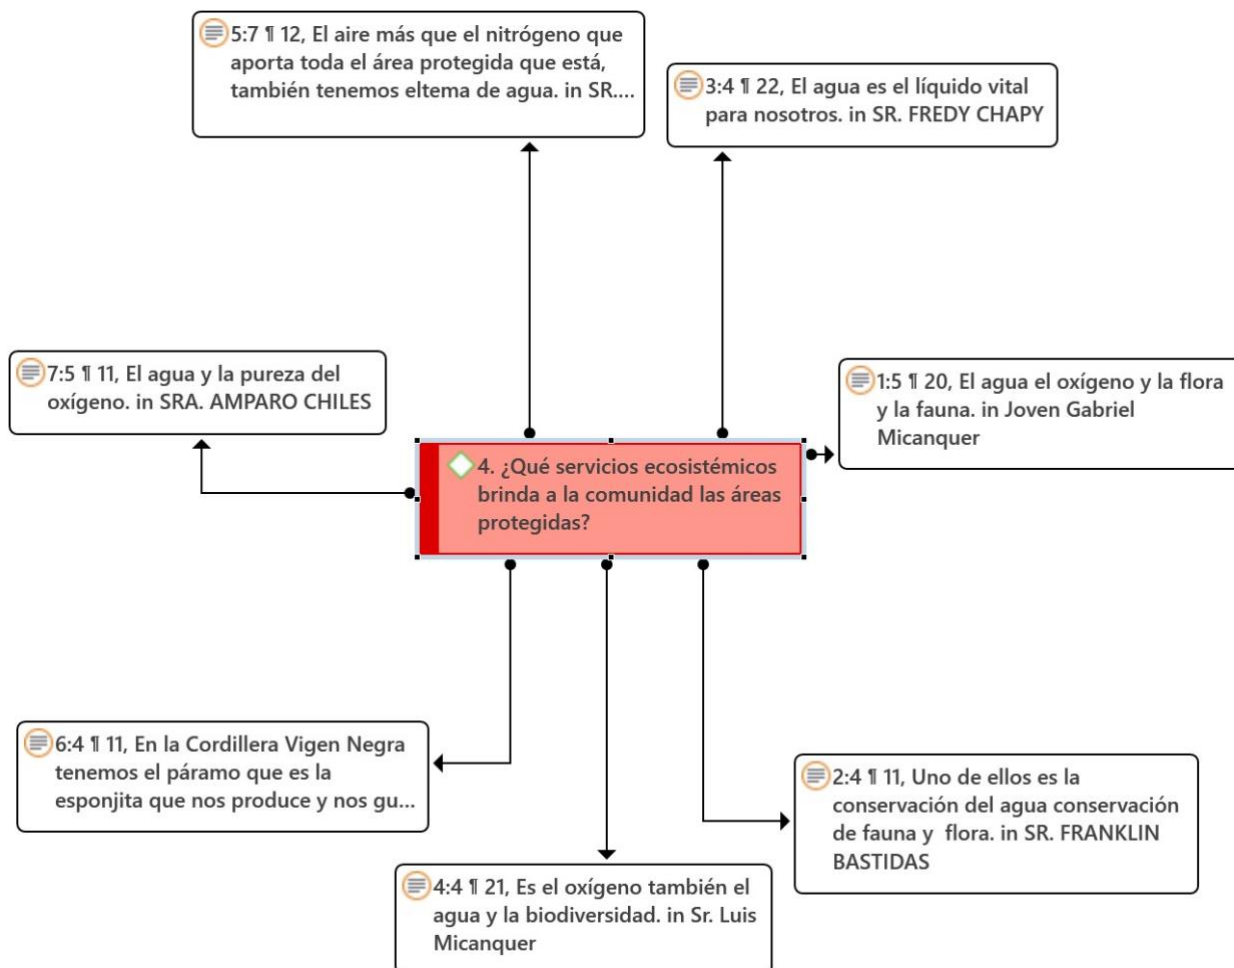 5:7 ¶ 12, El aire más que el nitrógeno que
aporta toda el área protegida que está,
también tenemos eltema de agua. in SR....
3:4 ¶ 22, El agua es el líquido vital
para nosotros. in SR. FREDY CHAPY
7:5 ¶ 11, El agua y la pureza del
oxígeno. in SRA. AMPARO CHILES
1:5 ¶ 20, El agua el oxígeno y la flora
y la fauna. in Joven Gabriel
Micanquer
4. ¿Qué servicios ecosistémicos
brinda a la comunidad las áreas
protegidas?
6:4 ¶ 11, En la Cordillera Vigen Negra
tenemos el páramo que es la
esponjita que nos produce y nos gu...
2:4 ¶ 11, Uno de ellos es la
conservación del agua conservación
de fauna y  flora. in SR. FRANKLIN
BASTIDAS
4:4 ¶ 21, Es el oxígeno también el
agua y la biodiversidad. in Sr. Luis
Micanquer